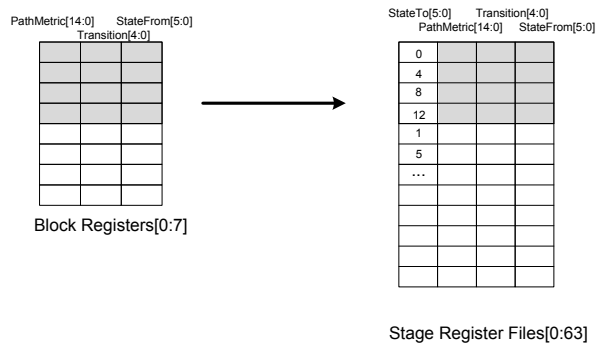 PathMetric[14:0] StateFrom[5:0]
Transition[4:0]
Block Registers[0:7]
StateTo[5:0] Transition[4:0]
PathMetric[14:0] StateFrom[5:0]
0
4
8
12
1
5
...
Stage Register Files[0:63]